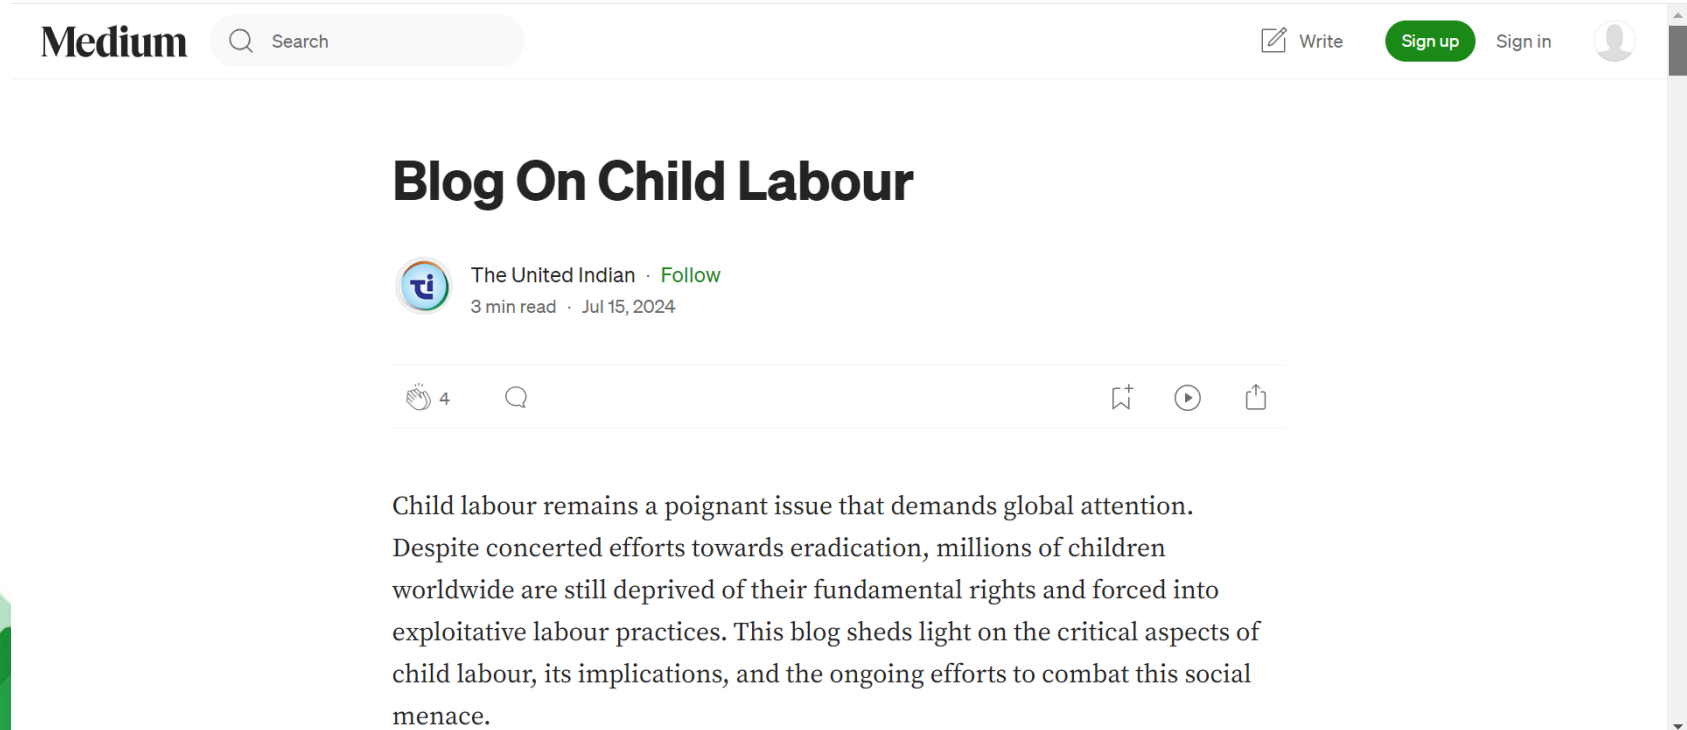 Medium
Search
Write
Sign up
Sign in
Blog On Child Labour
The United Indian · Follow
3 min read · Jul 15, 2024
4
Child labour remains a poignant issue that demands global attention.
Despite concerted efforts towards eradication, millions of children
worldwide are still deprived of their fundamental rights and forced into
exploitative labour practices. This blog sheds light on the critical aspects of
child labour, its implications, and the ongoing efforts to combat this social
menace.